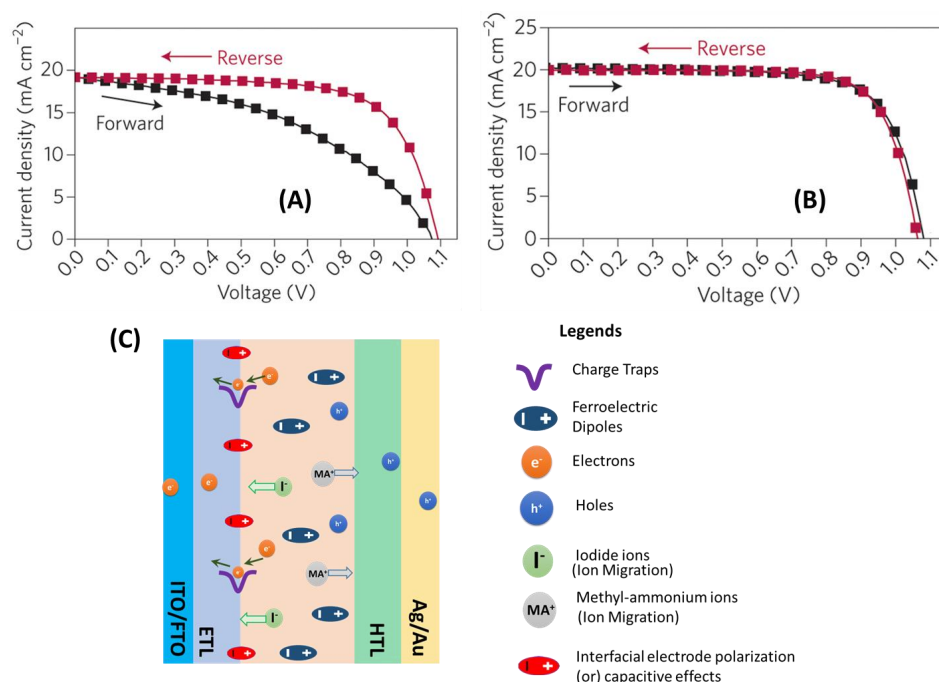 Current density (mA cm⁻²)
20
15
10
5
0
Reverse
Forward
(A)
0.0 0.1 0.2 0.3 0.4 0.5 0.6 0.7 0.8 0.9 1.0 1.1
Voltage (V)
Current density (mA cm⁻²)
25
20
15
10
5
0
Reverse
Forward
(B)
0.0 0.1 0.2 0.3 0.4 0.5 0.6 0.7 0.8 0.9 1.0 1.1
Voltage (V)
(C)
ITO/FTO
ETL
HTL
Ag/Au
e⁻
e⁻
h⁺
h⁺
MA⁺
I⁻
e⁻
e⁻
h⁺
h⁺
e⁻
e⁻
MA⁺
I⁻
Legends
Charge Traps
Ferroelectric
Dipoles
e⁻
Electrons
h⁺
Holes
I⁻
Iodide ions
(Ion Migration)
MA⁺
Methyl-ammonium ions
(Ion Migration)
Interfacial electrode polarization
(or) capacitive effects